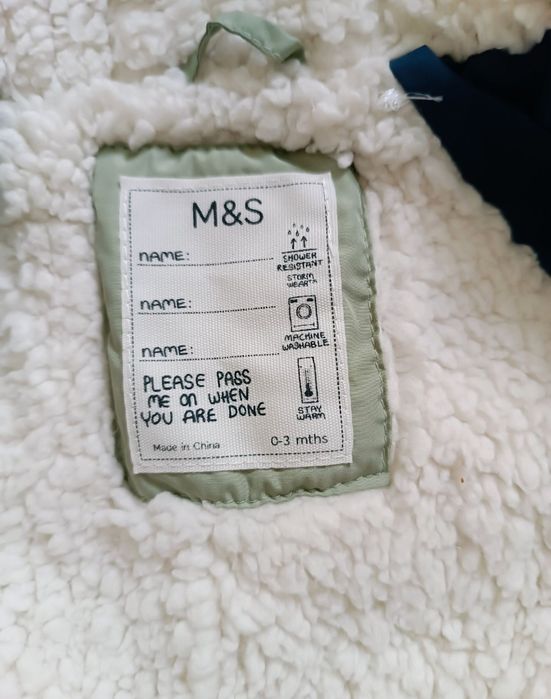 M&S
NAME:
SHOWER
RESISTANT
STORM
WEAR™
NAME:
MACHINE
WASHABLE
NAME:
PLEASE PASS
ME ON WHEN
YOU ARE DONE
STAY
WARM
Made in China
0-3 mths